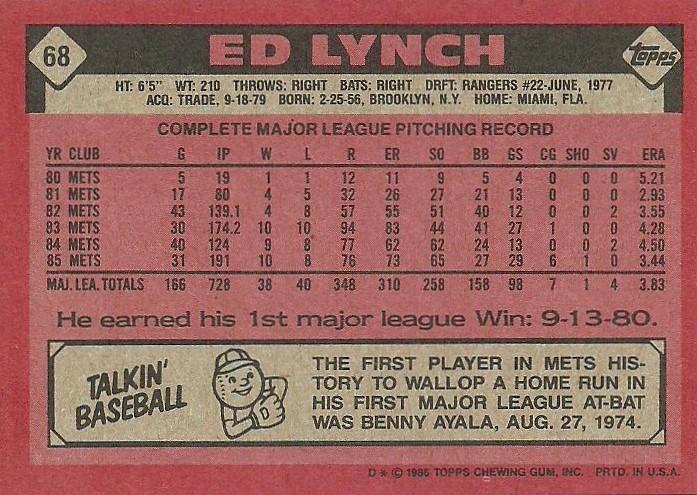 68
ED LYNCH
topps
HT: 6'5" WT: 210 THROWS: RIGHT BATS: RIGHT DRFT: RANGERS #22-JUNE, 1977
ACQ: TRADE, 9-18-79 BORN: 2-25-56, BROOKLYN, N.Y. HOME: MIAMI, FLA.
COMPLETE MAJOR LEAGUE PITCHING RECORD
YR CLUB G IP W L R ER SO BB GS CG SHO SV ERA
80 METS 5 19 1 1 12 11 9 5 4 0 0 0 5.21
81 METS 17 80 4 5 32 26 27 21 13 0 0 0 2.93
82 METS 43 139.1 4 8 57 55 51 40 12 0 0 2 3.55
83 METS 30 174.2 10 10 94 83 44 41 27 1 0 0 4.28
84 METS 40 124 9 8 77 62 62 24 13 0 0 2 4.50
85 METS 31 191 10 8 76 73 65 27 29 6 1 0 3.44
MAJ. LEA. TOTALS 166 728 38 40 348 310 258 158 98 7 1 4 3.83
He earned his 1st major league Win: 9-13-80.
TALKIN'
BASEBALL
D
THE FIRST PLAYER IN METS HIS-
TORY TO WALLOP A HOME RUN IN
HIS FIRST MAJOR LEAGUE AT-BAT
WAS BENNY AYALA, AUG. 27, 1974.
D * © 1986 TOPPS CHEWING GUM, INC. PRTD. IN U.S.A.